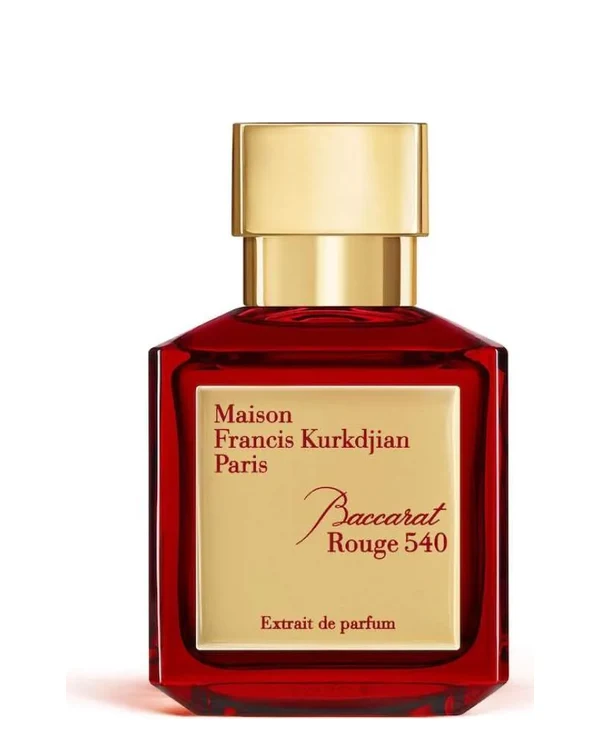 Maison
Francis Kurkdjian
Paris
Baccarat
Rouge 540
Extrait de parfum